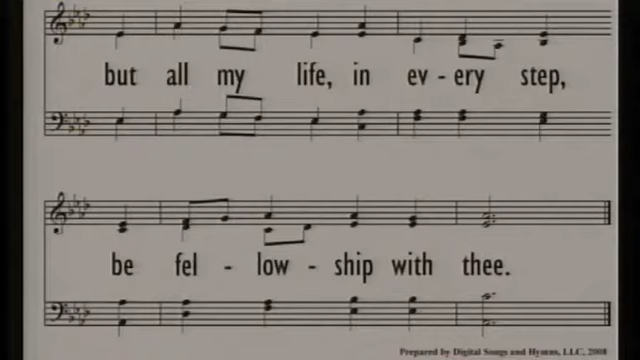 but all my life, in ev - ery step,
be fel - low - ship with thee.
Prepared by Digital Songs and Hymns, LLC, 2008